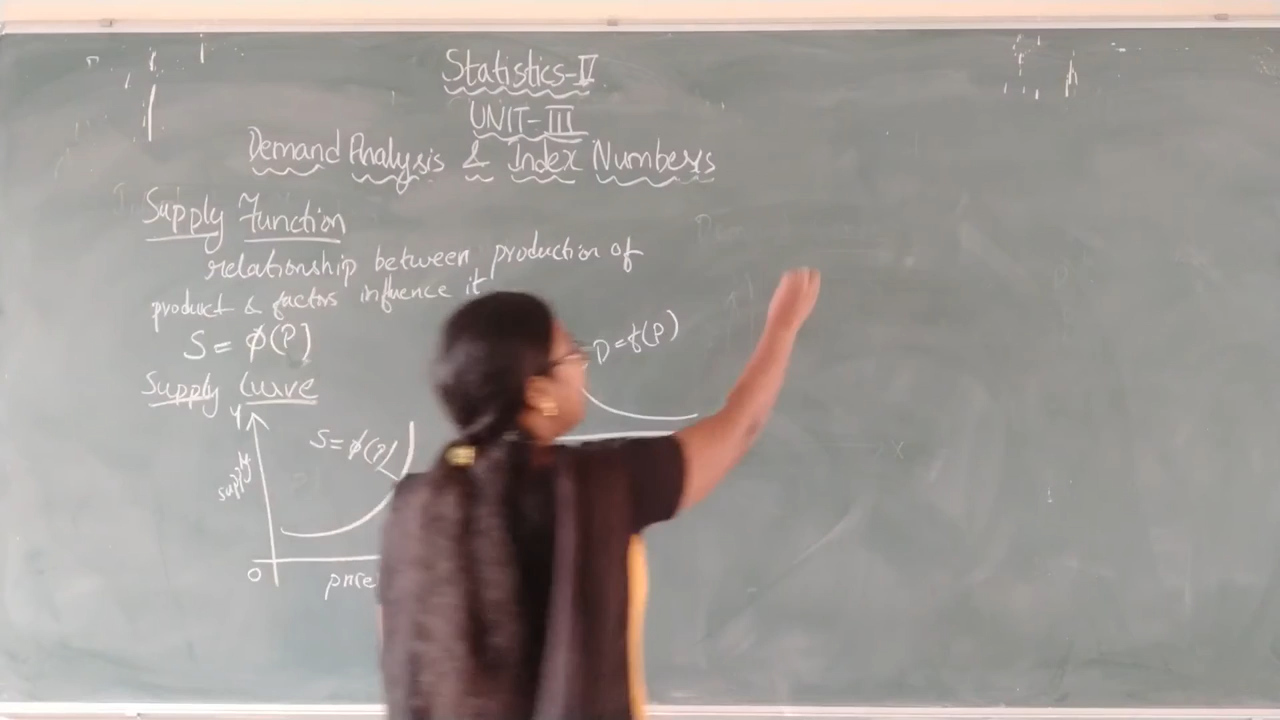 Statistics-IV
UNIT-III
Demand Analysis & Index Numbers
Supply Function
relationship between production of
product & factors influence it
S = φ(P)
D = f(P)
Supply Curve
Y
S = φ(P)
supply
X
O
price